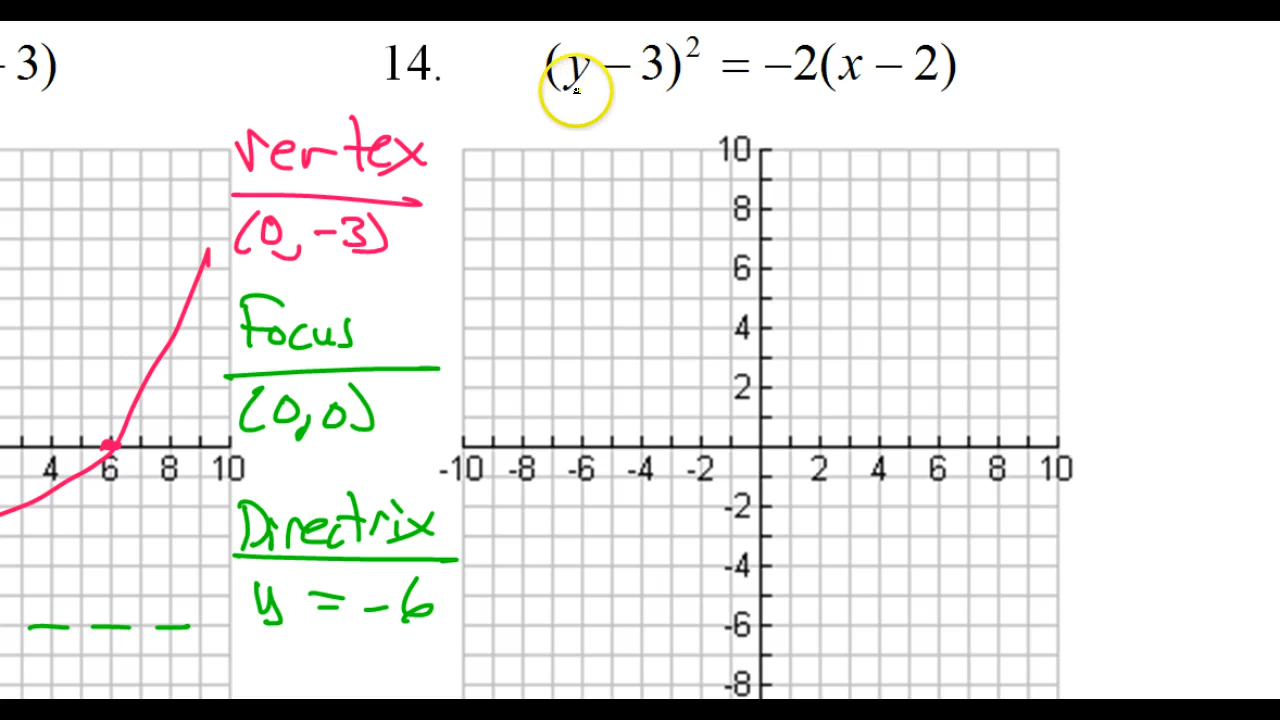 - 3)
14. (y – 3)² = –2(x – 2)
vertex
(0, -3)
Focus
(0, 0)
Directrix
y = -6
4 6 8 10
10
8
6
4
2
-10 -8 -6 -4 -2 2 4 6 8 10
-2
-4
-6
-8